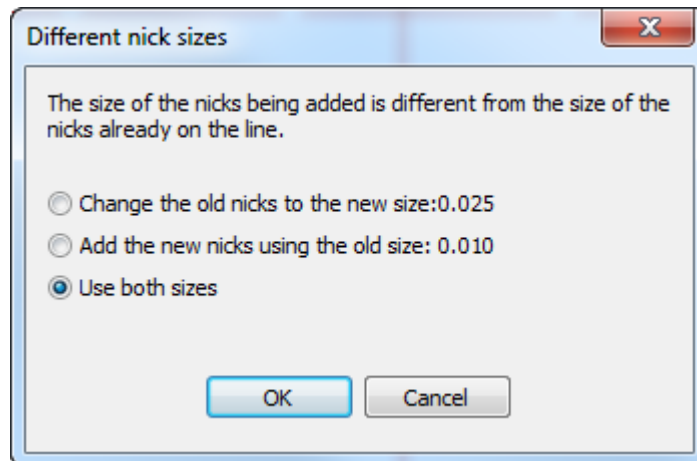 Different nick sizes
The size of the nicks being added is different from the size of the
nicks already on the line.
Change the old nicks to the new size:0.025
Add the new nicks using the old size: 0.010
Use both sizes
OK
Cancel